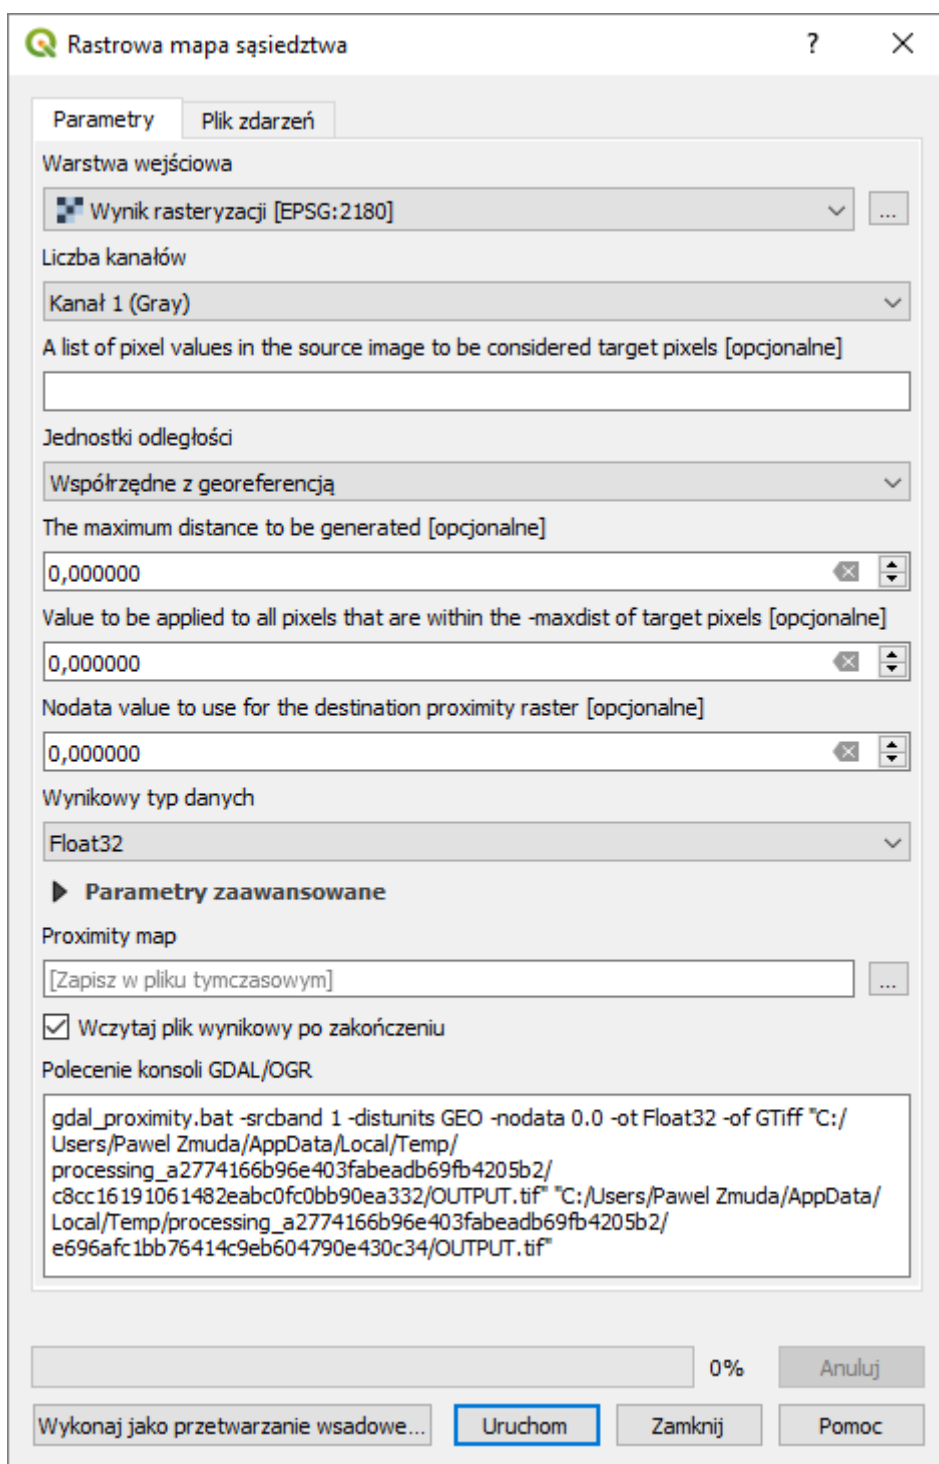 Rastrowa mapa sąsiedztwa
?
Parametry
Plik zdarzeń
Warstwa wejściowa
Wynik rasteryzacji [EPSG:2180]
...
Liczba kanałów
Kanał 1 (Gray)
A list of pixel values in the source image to be considered target pixels [opcjonalne]
Jednostki odległości
Współrzędne z georeferencją
The maximum distance to be generated [opcjonalne]
0,000000
Value to be applied to all pixels that are within the -maxdist of target pixels [opcjonalne]
0,000000
Nodata value to use for the destination proximity raster [opcjonalne]
0,000000
Wynikowy typ danych
Float32
Parametry zaawansowane
Proximity map
[Zapisz w pliku tymczasowym]
...
Wczytaj plik wynikowy po zakończeniu
Polecenie konsoli GDAL/OGR
gdal_proximity.bat -srcband 1 -distunits GEO -nodata 0.0 -ot Float32 -of GTiff "C:/
Users/Pawel Zmuda/AppData/Local/Temp/
processing_a2774166b96e403fabeadb69fb4205b2/
c8cc16191061482eabc0fc0bb90ea332/OUTPUT.tif" "C:/Users/Pawel Zmuda/AppData/
Local/Temp/processing_a2774166b96e403fabeadb69fb4205b2/
e696afc1bb76414c9eb604790e430c34/OUTPUT.tif"
0%
Anuluj
Wykonaj jako przetwarzanie wsadowe...
Uruchom
Zamknij
Pomoc